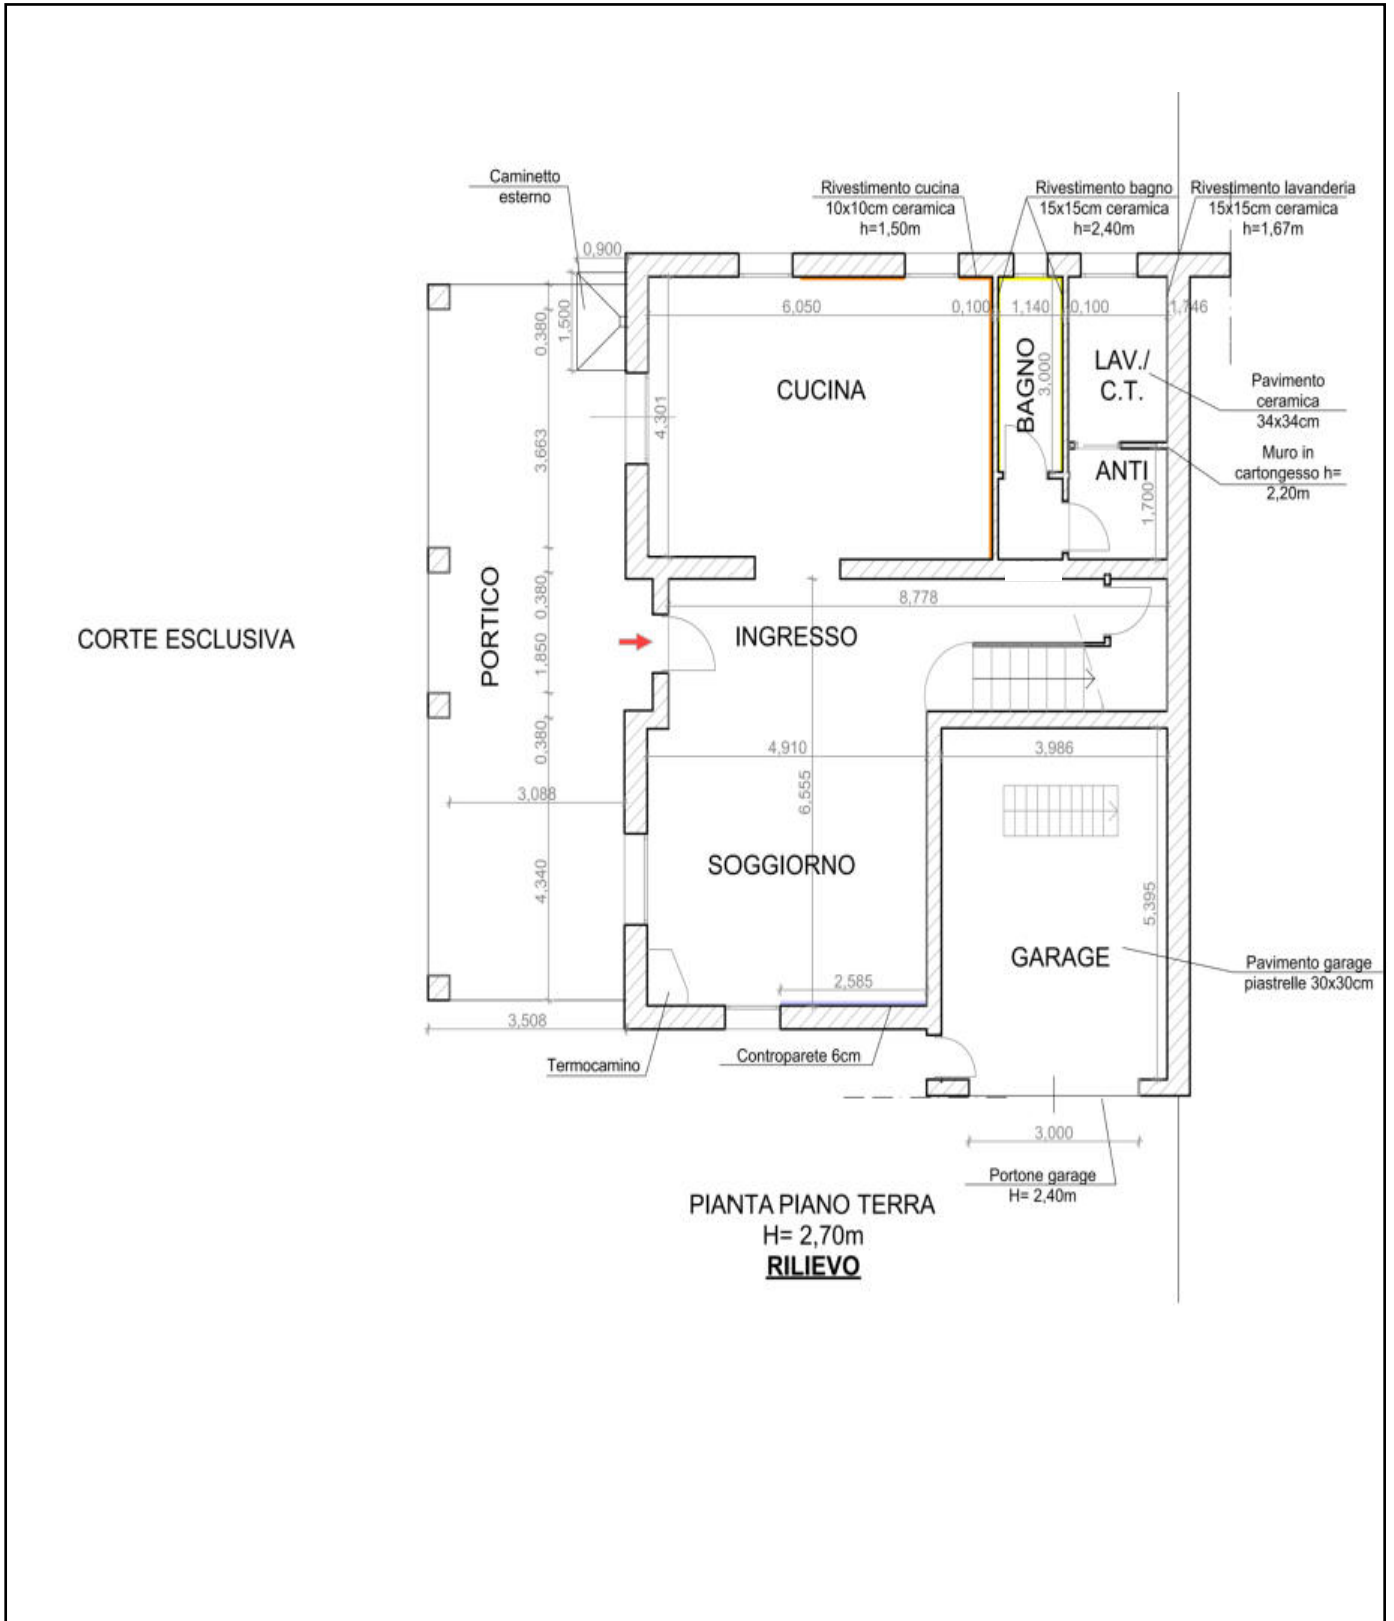 Caminetto
esterno
Rivestimento cucina
10x10cm ceramica
h=1,50m
Rivestimento bagno
15x15cm ceramica
h=2,40m
Rivestimento lavanderia
15x15cm ceramica
h=1,67m
0,900
6,050
0,100
1,140
0,100
1,746
0,380
1,500
CUCINA
BAGNO
3,000
LAV./
C.T.
Pavimento
ceramica
34x34cm
4,301
3,663
Muro in
cartongesso h=
2,20m
ANTI
1,700
CORTE ESCLUSIVA
PORTICO
0,380
1,850
8,778
INGRESSO
0,380
4,910
3,986
6,555
3,088
SOGGIORNO
4,340
5,395
GARAGE
Pavimento garage
piastrelle 30x30cm
2,585
3,508
Termocamino
Controparete 6cm
3,000
Portone garage
H= 2,40m
PIANTA PIANO TERRA
H= 2,70m
RILIEVO